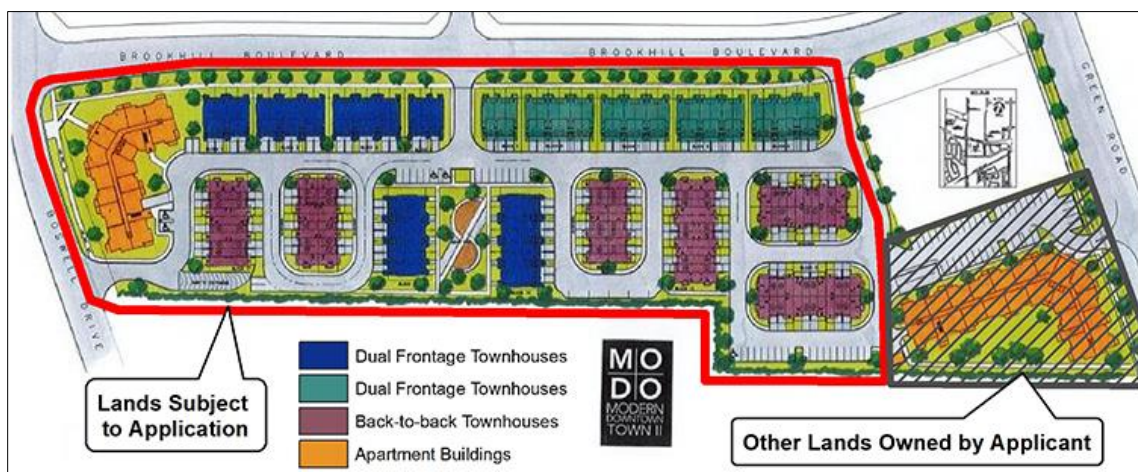 BROOKHILL BOULEVARD
BROOKHILL BOULEVARD
GREEN ROAD
BOSWELL DRIVE
Lands Subject
to Application
Dual Frontage Townhouses
Dual Frontage Townhouses
Back-to-back Townhouses
Apartment Buildings
MO
DO
MODERN
DOWNTOWN
TOWN II
Other Lands Owned by Applicant